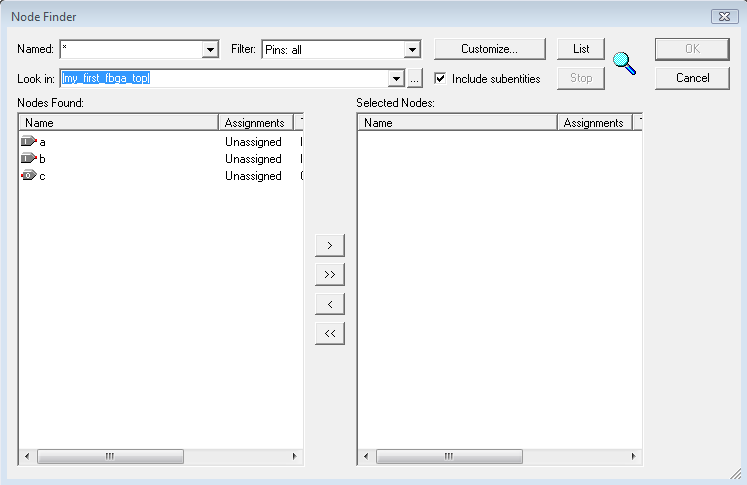 Node Finder
Named: * Filter: Pins: all Customize... List OK
Look in: |my_first_fbga_top| ... Include subentities Stop Cancel
Nodes Found: Selected Nodes:
Name Assignments Name Assignments
a Unassigned
b Unassigned
c Unassigned
>
>>
<
<<